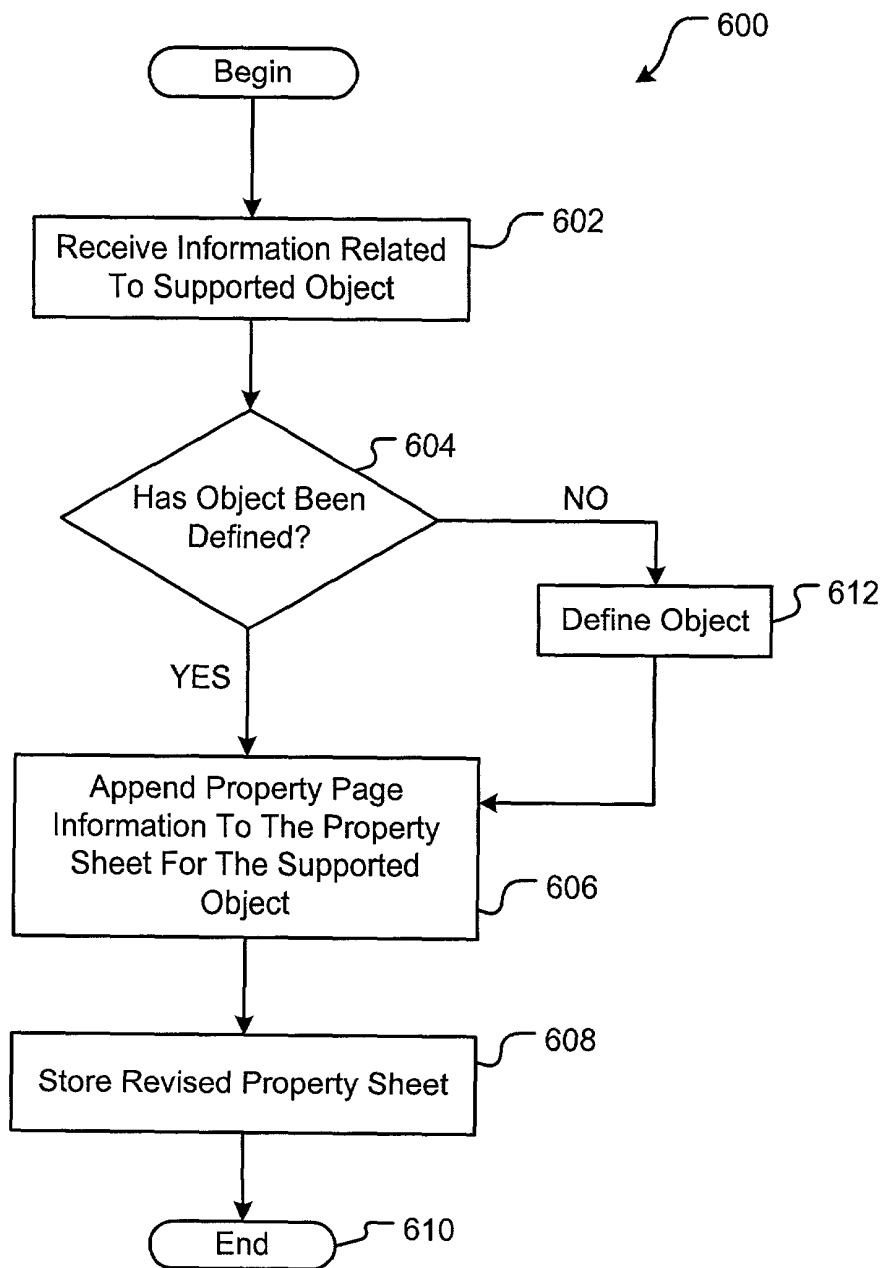 600
Begin
602
Receive Information Related
To Supported Object
604
Has Object Been
Defined?
NO
612
Define Object
YES
Append Property Page
Information To The Property
Sheet For The Supported
Object
606
608
Store Revised Property Sheet
End
610